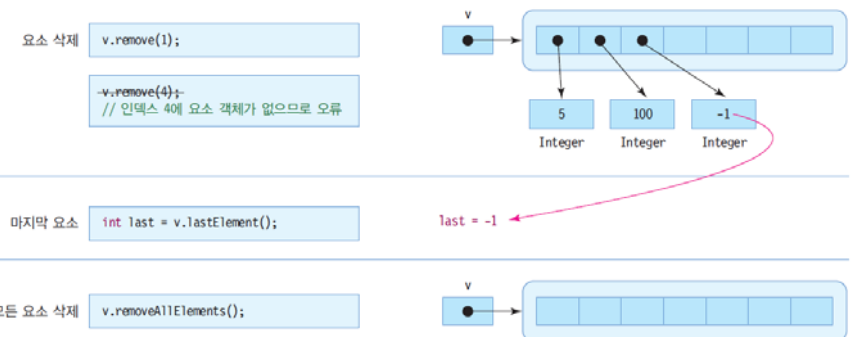 v
요소 삭제
v.remove(1);
v.remove(4);
// 인덱스 4에 요소 객체가 없으므로 오류
5
100
-1
Integer
Integer
Integer
마지막 요소
int last = v.lastElement();
last = -1
v
든 요소 삭제
v.removeAllElements();